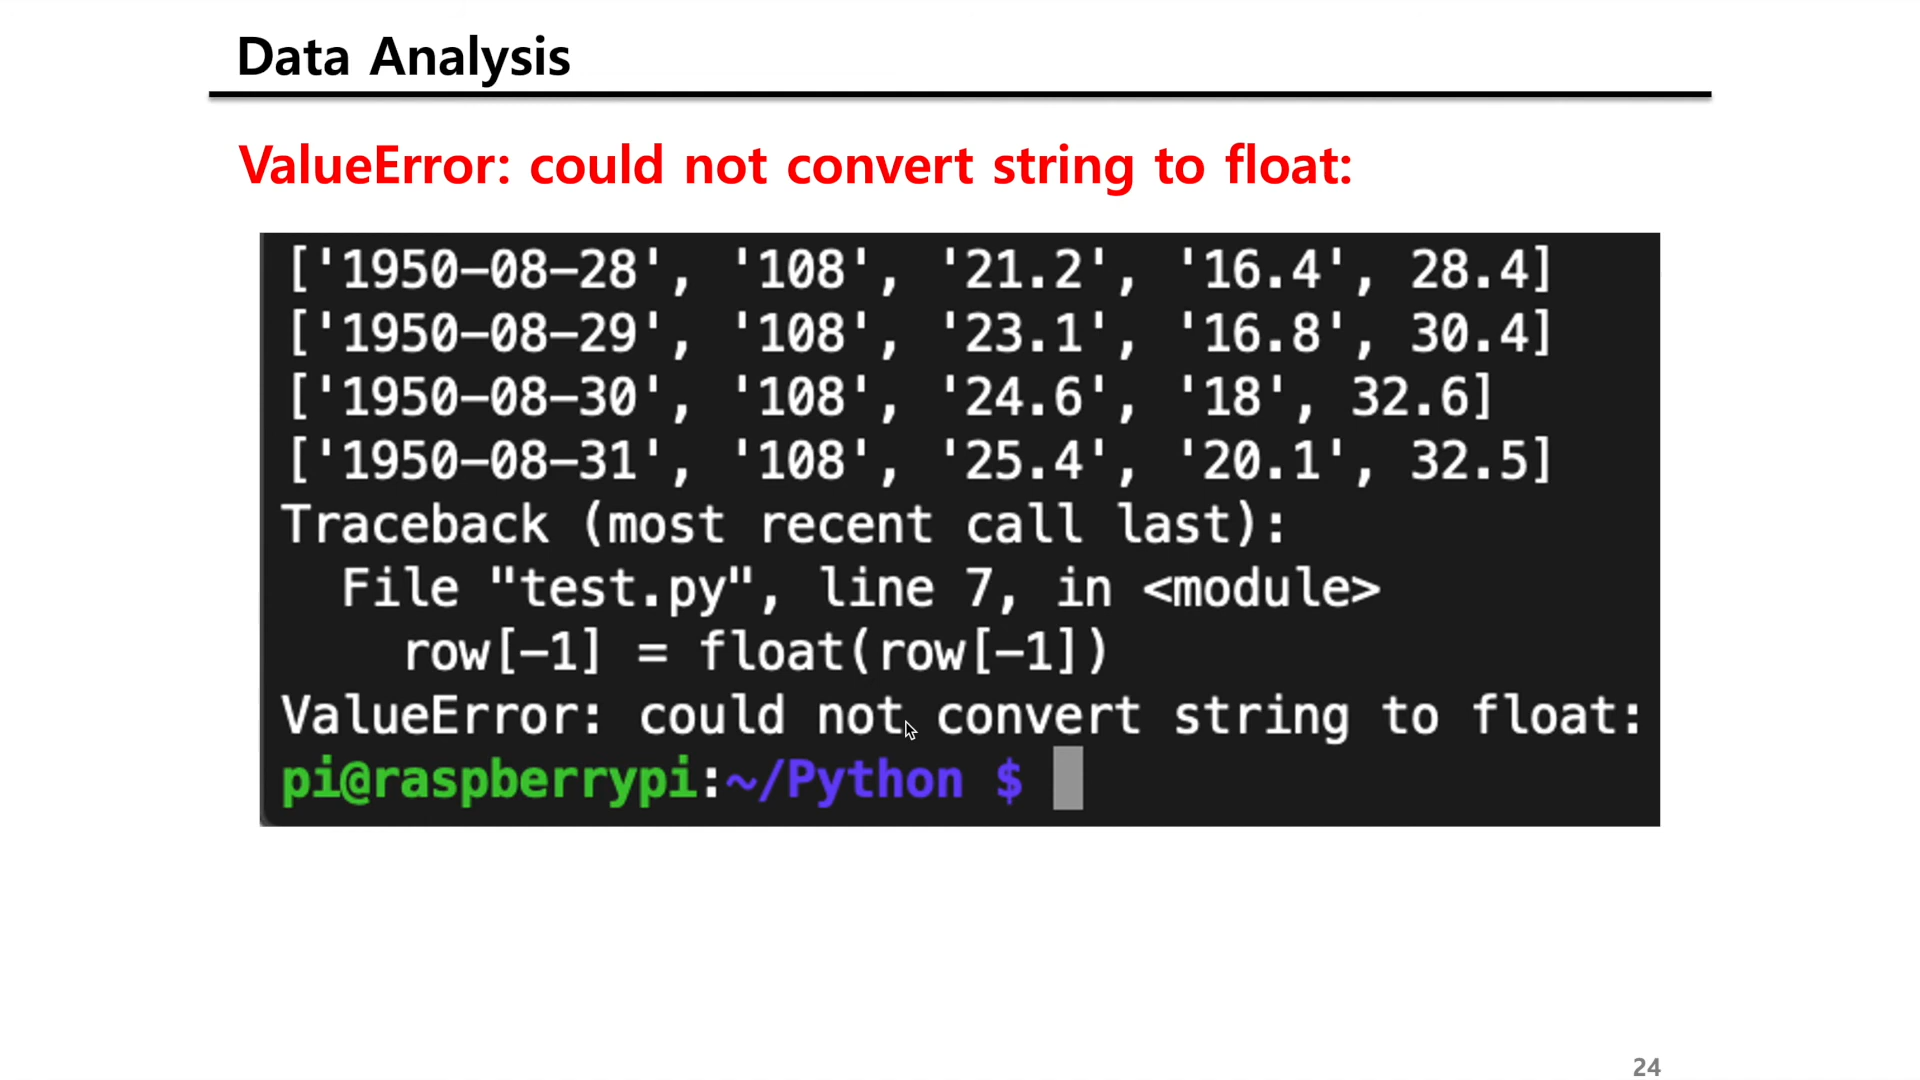 Data Analysis
ValueError: could not convert string to float:
['1950-08-28', '108', '21.2', '16.4', 28.4]
['1950-08-29', '108', '23.1', '16.8', 30.4]
['1950-08-30', '108', '24.6', '18', 32.6]
['1950-08-31', '108', '25.4', '20.1', 32.5]
Traceback (most recent call last):
  File "test.py", line 7, in <module>
    row[-1] = float(row[-1])
ValueError: could not convert string to float:
pi@raspberrypi:~/Python $
24